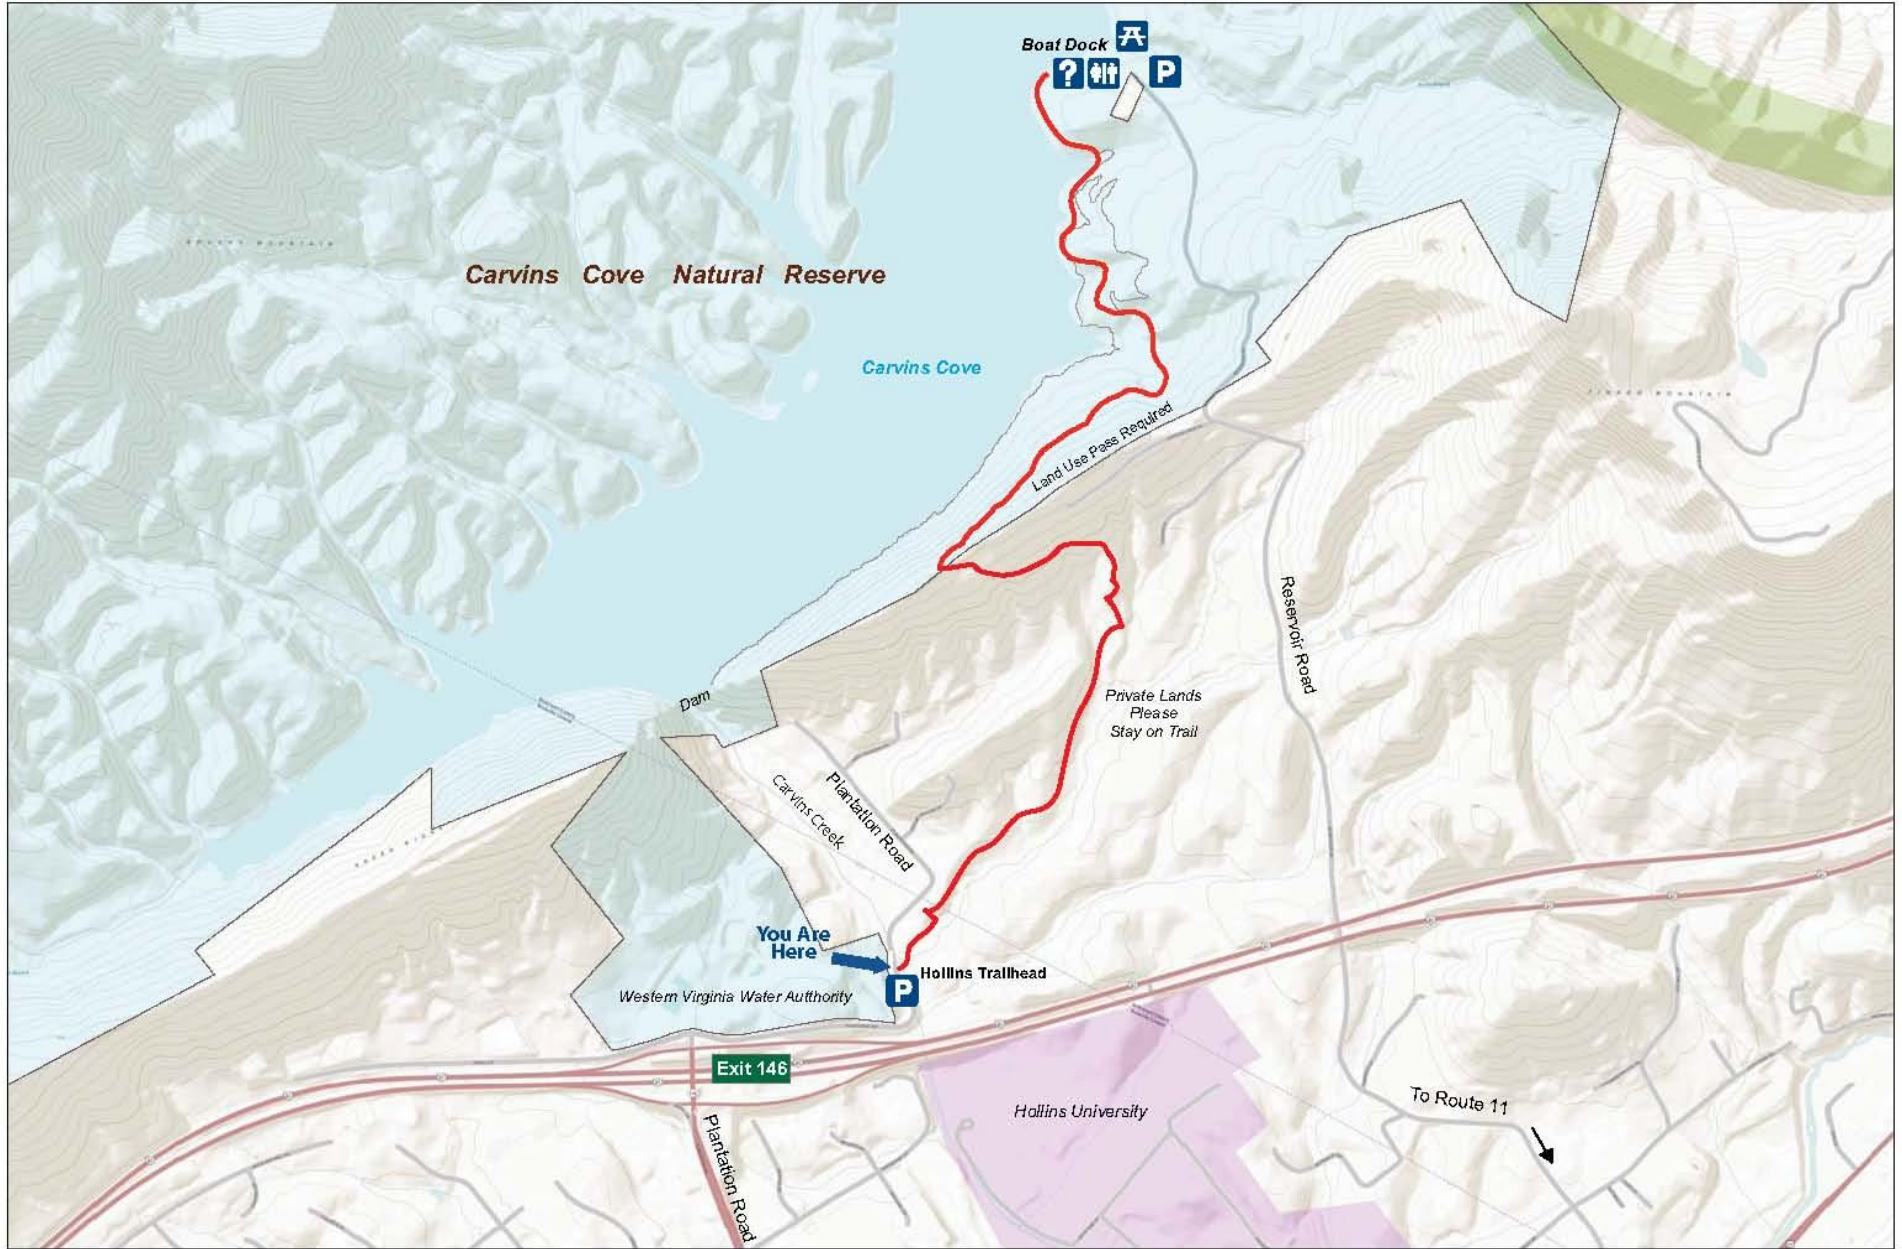 Boat Dock
?
P
Carvins Cove Natural Reserve
Carvins Cove
Land Use Pass Required
Reservoir Road
Dam
Private Lands
Please
Stay on Trail
Plantation Road
Carvins Creek
You Are
Here
Hollins Trailhead
P
Western Virginia Water Autthority
Exit 146
Hollins University
To Route 11
Plantation Road